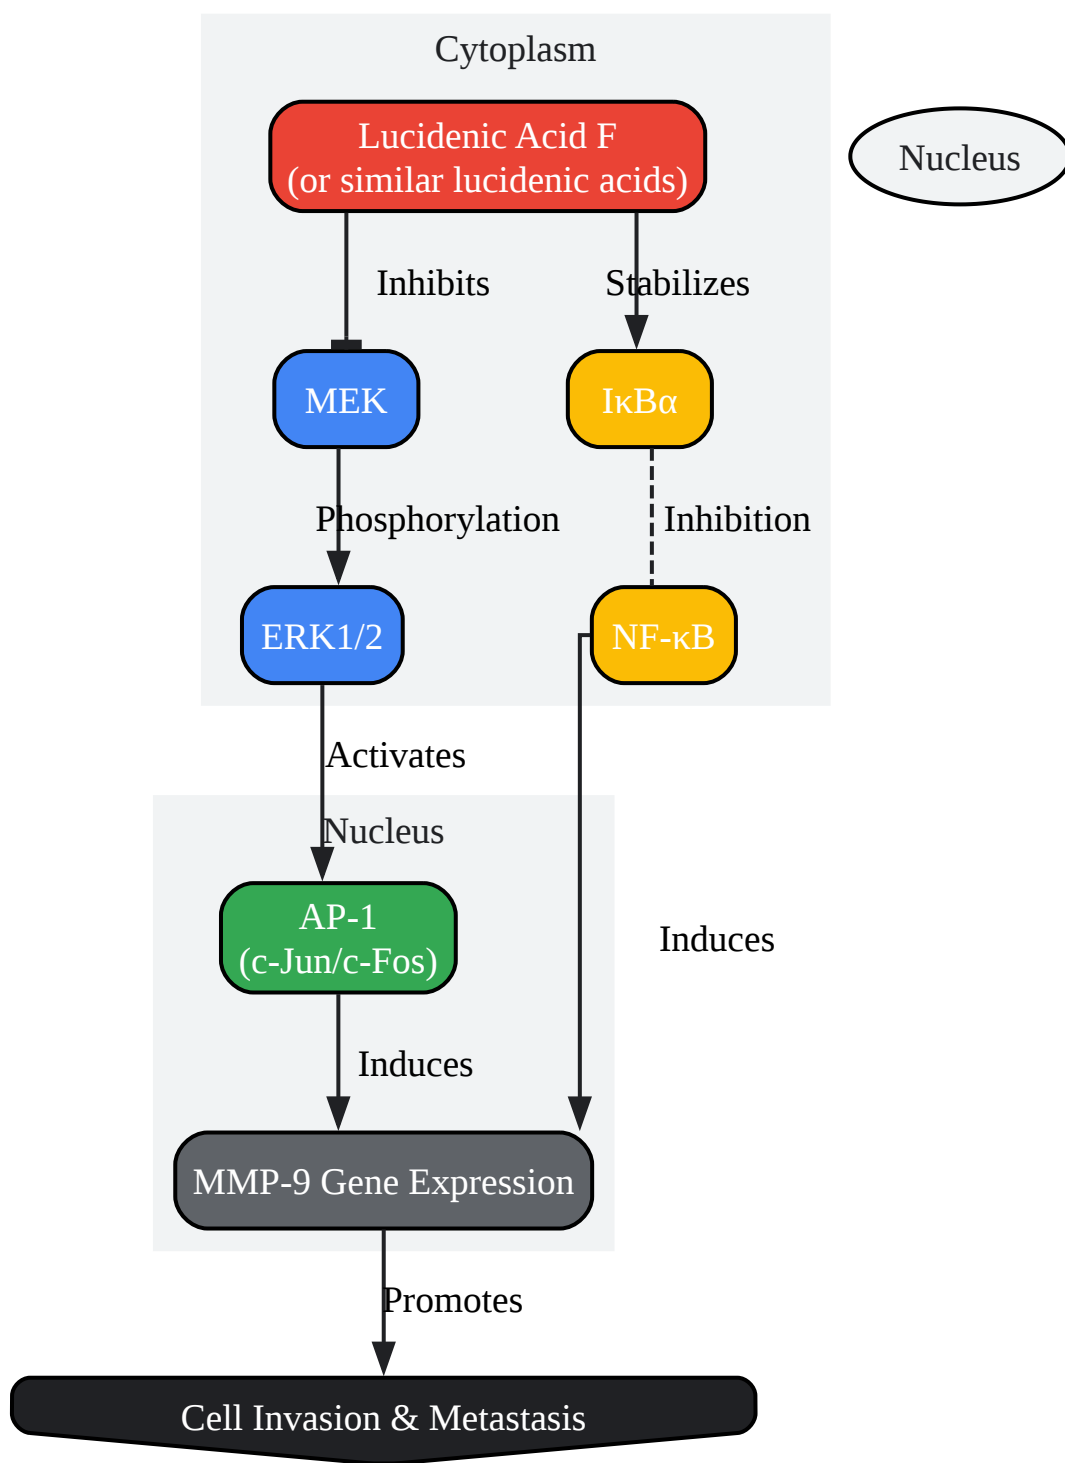 Cytoplasm
Lucidenic Acid F
(or similar lucidenic acids)
Nucleus
Inhibits
Stabilizes
MEK
IκBα
Phosphorylation
Inhibition
ERK1/2
NF-κB
Activates
Nucleus
AP-1
(c-Jun/c-Fos)
Induces
Induces
MMP-9 Gene Expression
Promotes
Cell Invasion & Metastasis